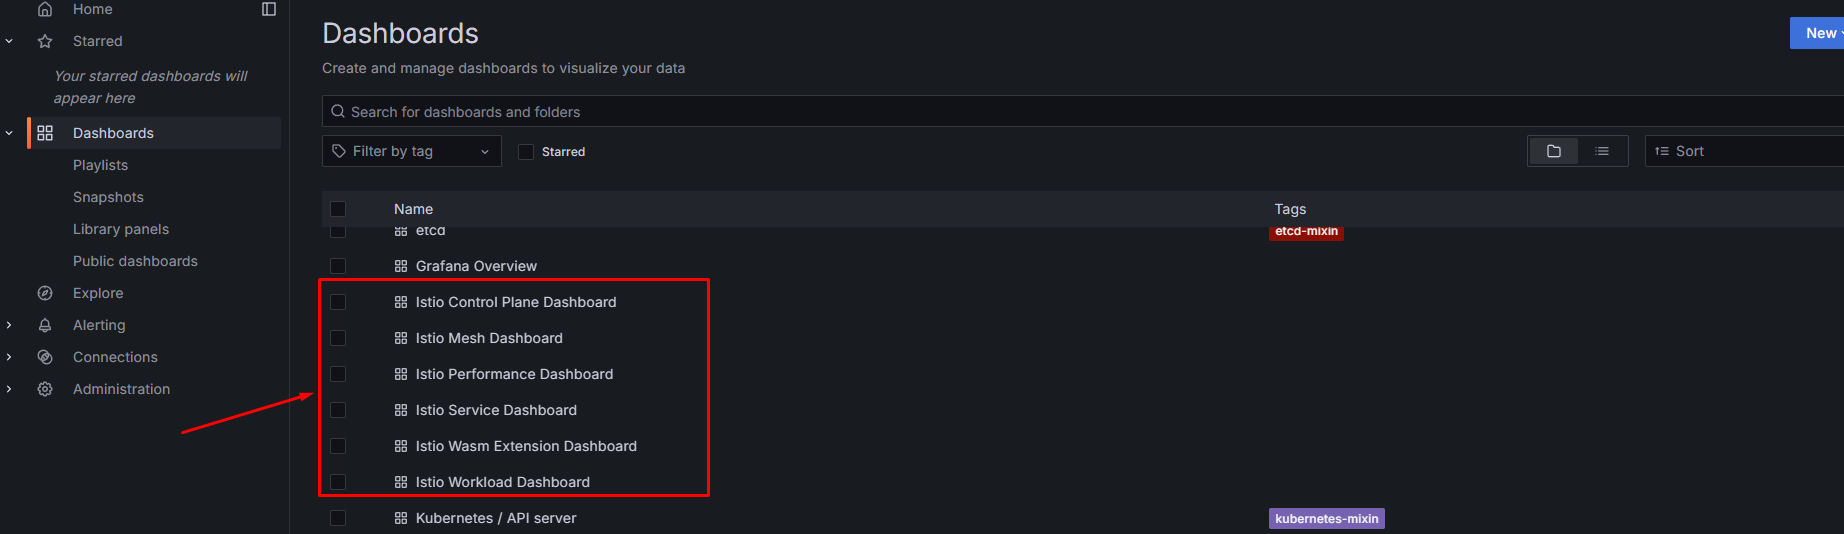 Home
Starred
Your starred dashboards will
appear here
Dashboards
Playlists
Snapshots
Library panels
Public dashboards
Explore
Alerting
Connections
Administration
Dashboards
New
Create and manage dashboards to visualize your data
Search for dashboards and folders
Filter by tag
Starred
Sort
Name Tags
etcd etcd-mixin
Grafana Overview
Istio Control Plane Dashboard
Istio Mesh Dashboard
Istio Performance Dashboard
Istio Service Dashboard
Istio Wasm Extension Dashboard
Istio Workload Dashboard
Kubernetes / API server kubernetes-mixin